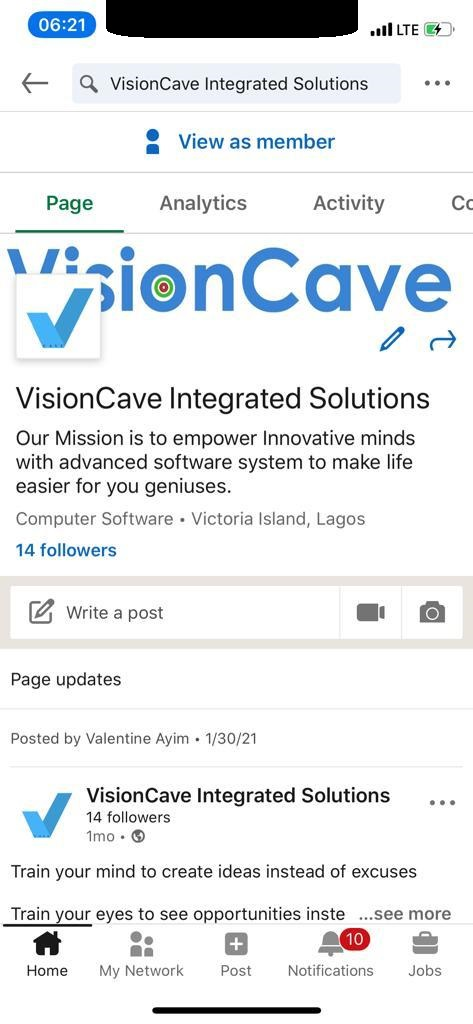 06:21
LTE
VisionCave Integrated Solutions
View as member
Page Analytics Activity Co
VisionCave
VisionCave Integrated Solutions
Our Mission is to empower Innovative minds
with advanced software system to make life
easier for you geniuses.
Computer Software • Victoria Island, Lagos
14 followers
Write a post
Page updates
Posted by Valentine Ayim • 1/30/21
VisionCave Integrated Solutions
14 followers
1mo •
Train your mind to create ideas instead of excuses
Train your eyes to see opportunities inste ...see more
10
Home My Network Post Notifications Jobs